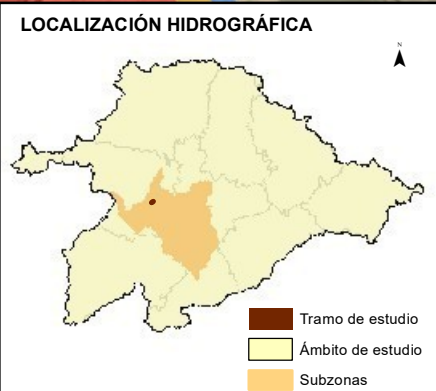 LOCALIZACIÓN HIDROGRÁFICA
N
Tramo de estudio
Ámbito de estudio
Subzonas